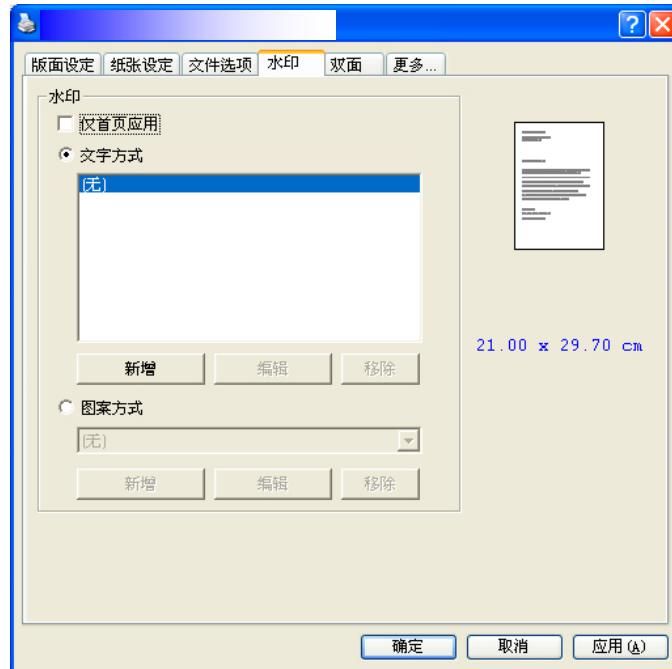 版面设定 纸张设定 文件选项 水印 双面 更多...
水印
仅首页应用
文字方式
(无)
新增 编辑 移除
21.00 x 29.70 cm
图案方式
(无)
新增 编辑 移除
确定 取消 应用(A)